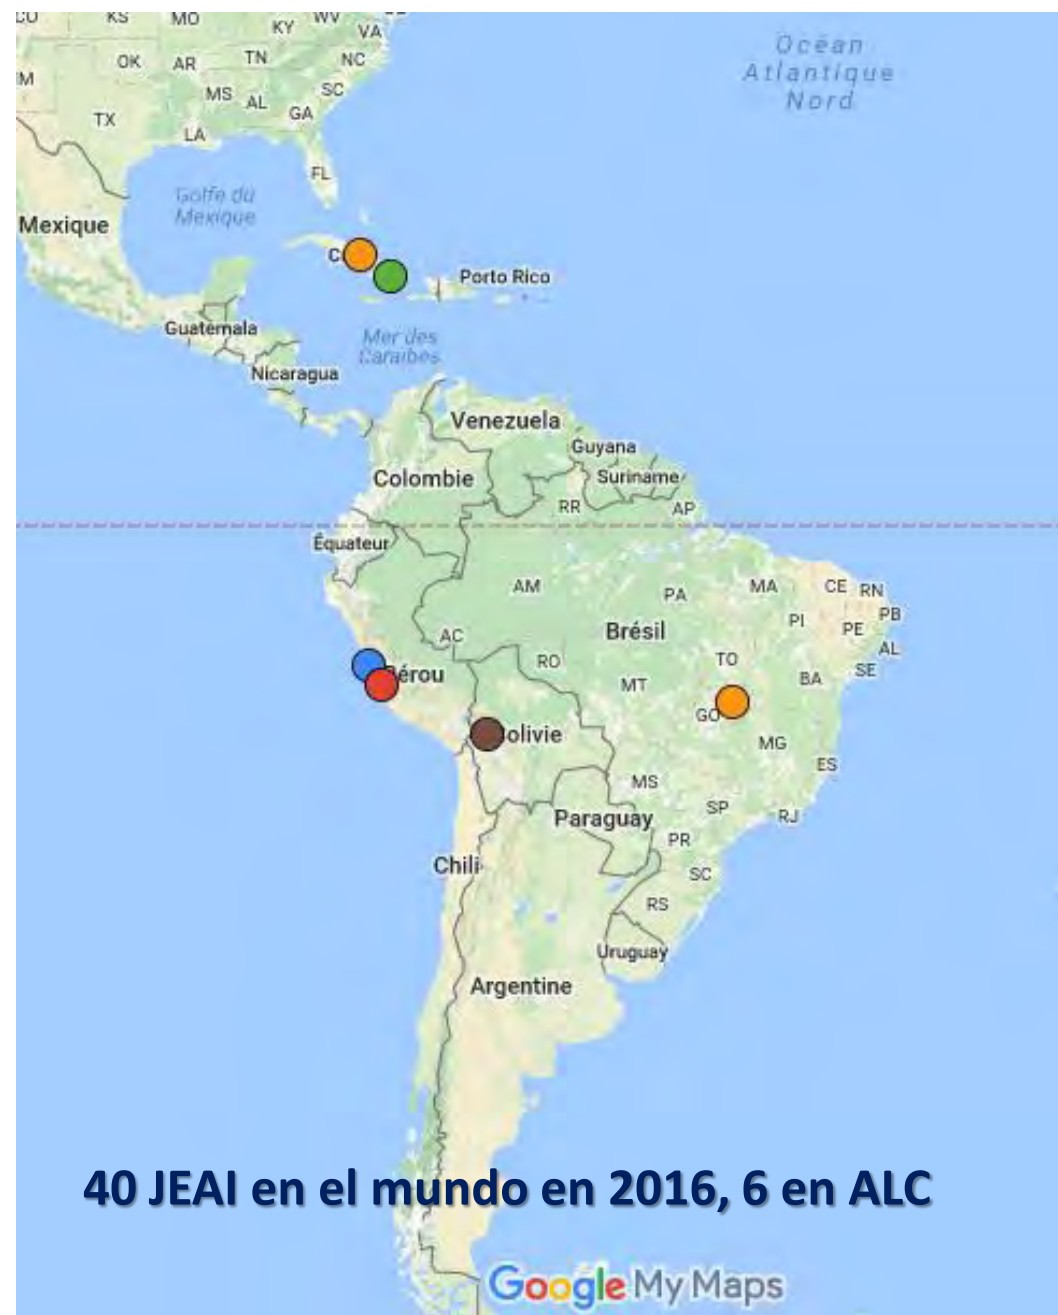 KS
MO
KY
WV
VA
OK
AR
TN
NC
MS
AL
SC
GA
TX
LA
FL
Océan
Atlantique
Nord
Golfe du
Mexique
Mexique
C
Porto Rico
Guatemala
Mer des
Caraïbes
Nicaragua
Venezuela
Guyana
Colombie
Suriname
RR
AP
Équateur
AM
PA
MA
CE
RN
PI
PB
PE
Brésil
AC
AL
RO
TO
SE
érou
MT
BA
GO
olivie
MG
ES
MS
SP
RJ
Paraguay
PR
Chili
SC
RS
Uruguay
Argentine
40 JEAI en el mundo en 2016, 6 en ALC
Google My Maps